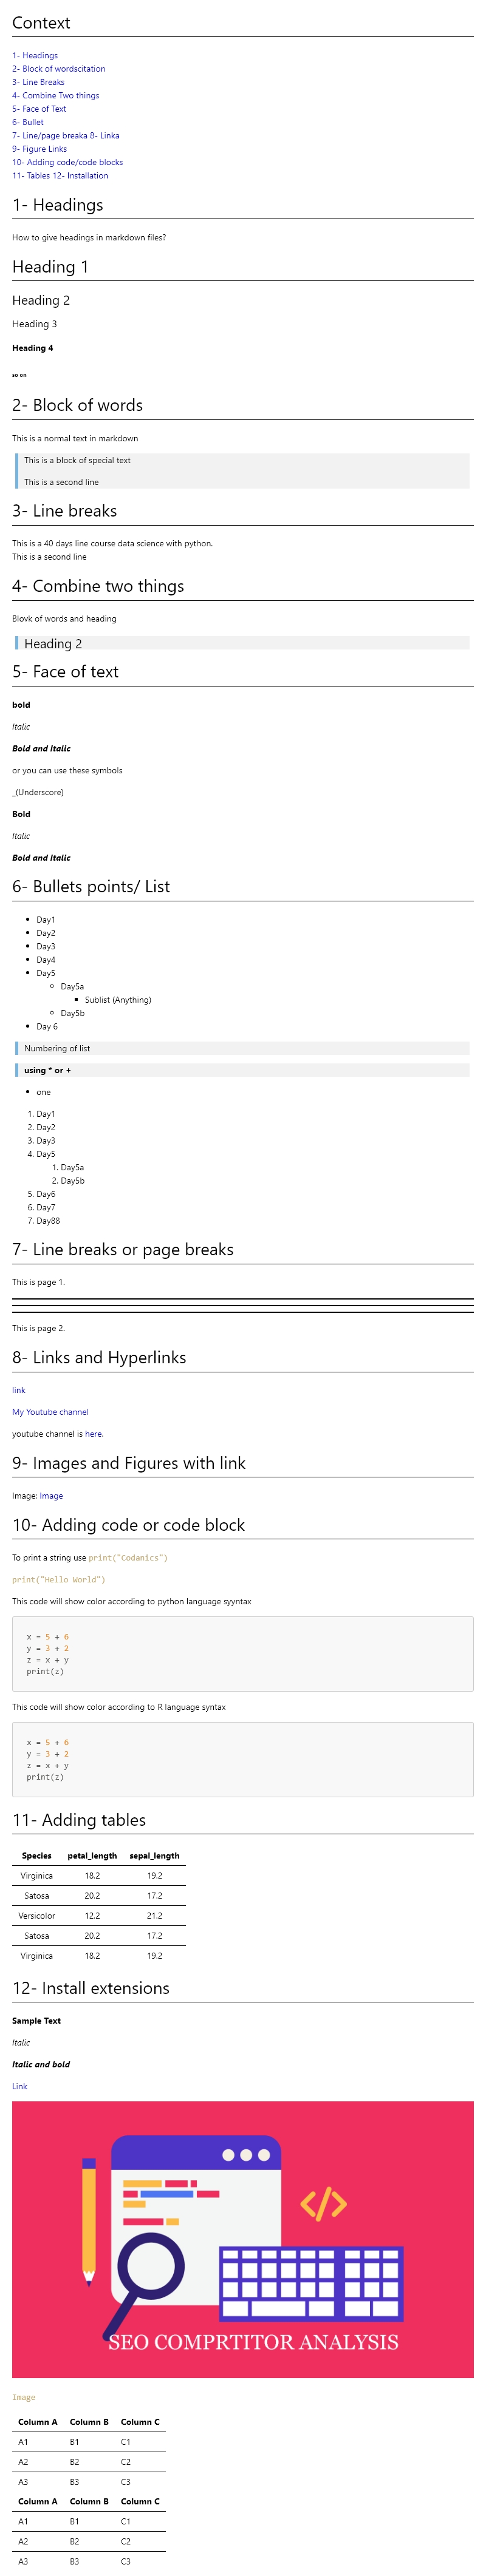 Context
1- Headings
2- Block of wordscitation
3- Line Breaks
4- Combine Two things
5- Face of Text
6- Bullet
7- Line/page breaka 8- Linka
9- Figure Links
10- Adding code/code blocks
11- Tables 12- Installation
1- Headings
How to give headings in markdown files?
Heading 1
Heading 2
Heading 3
Heading 4
so on
2- Block of words
This is a normal text in markdown
This is a block of special text
This is a second line
3- Line breaks
This is a 40 days line course data science with python.
This is a second line
4- Combine two things
Blovk of words and heading
Heading 2
5- Face of text
bold
Italic
Bold and Italic
or you can use these symbols
_(Underscore)
Bold
Italic
Bold and Italic
6- Bullets points/ List
• Day1
• Day2
• Day3
• Day4
• Day5
◦ Day5a
▪ Sublist (Anything)
◦ Day5b
• Day 6
Numbering of list
using * or +
• one
1. Day1
2. Day2
3. Day3
4. Day5
1. Day5a
2. Day5b
5. Day6
6. Day7
7. Day88
7- Line breaks or page breaks
This is page 1.
This is page 2.
8- Links and Hyperlinks
link
My Youtube channel
youtube channel is here.
9- Images and Figures with link
Image: Image
10- Adding code or code block
To print a string use print("Codanics")
print("Hello World")
This code will show color according to python language syyntax
x = 5 + 6
y = 3 + 2
z = x + y
print(z)
This code will show color according to R language syntax
x = 5 + 6
y = 3 + 2
z = x + y
print(z)
11- Adding tables
Species petal_length sepal_length
Virginica 18.2 19.2
Satosa 20.2 17.2
Versicolor 12.2 21.2
Satosa 20.2 17.2
Virginica 18.2 19.2
12- Install extensions
Sample Text
Italic
Italic and bold
Link
</>
SEO COMPRTITOR ANALYSIS
Image
Column A Column B Column C
A1 B1 C1
A2 B2 C2
A3 B3 C3
Column A Column B Column C
A1 B1 C1
A2 B2 C2
A3 B3 C3